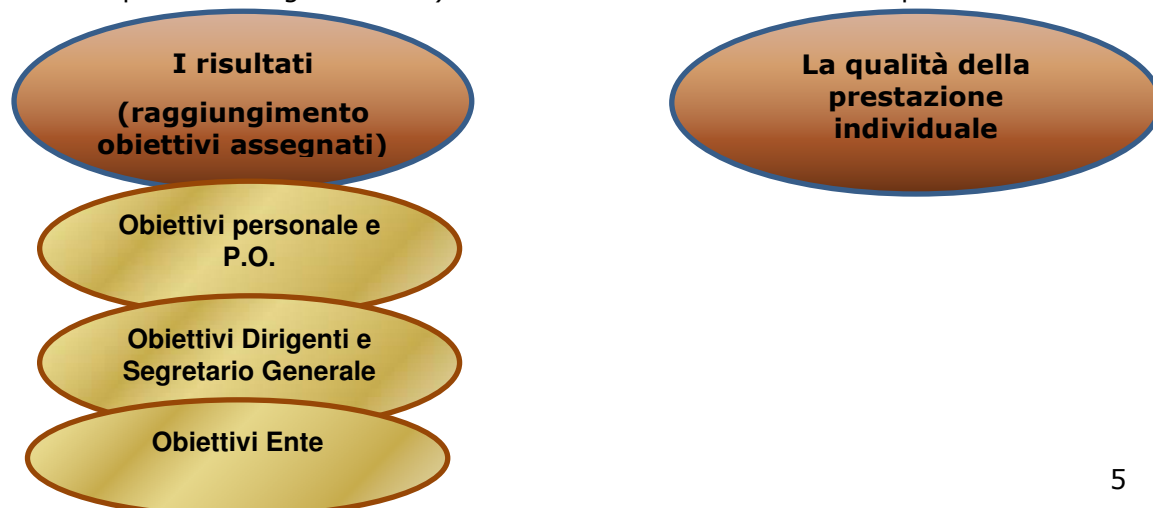 I risultati
(raggiungimento
obiettivi assegnati)
La qualità della
prestazione
individuale
Obiettivi personale e
P.O.
Obiettivi Dirigenti e
Segretario Generale
Obiettivi Ente
5